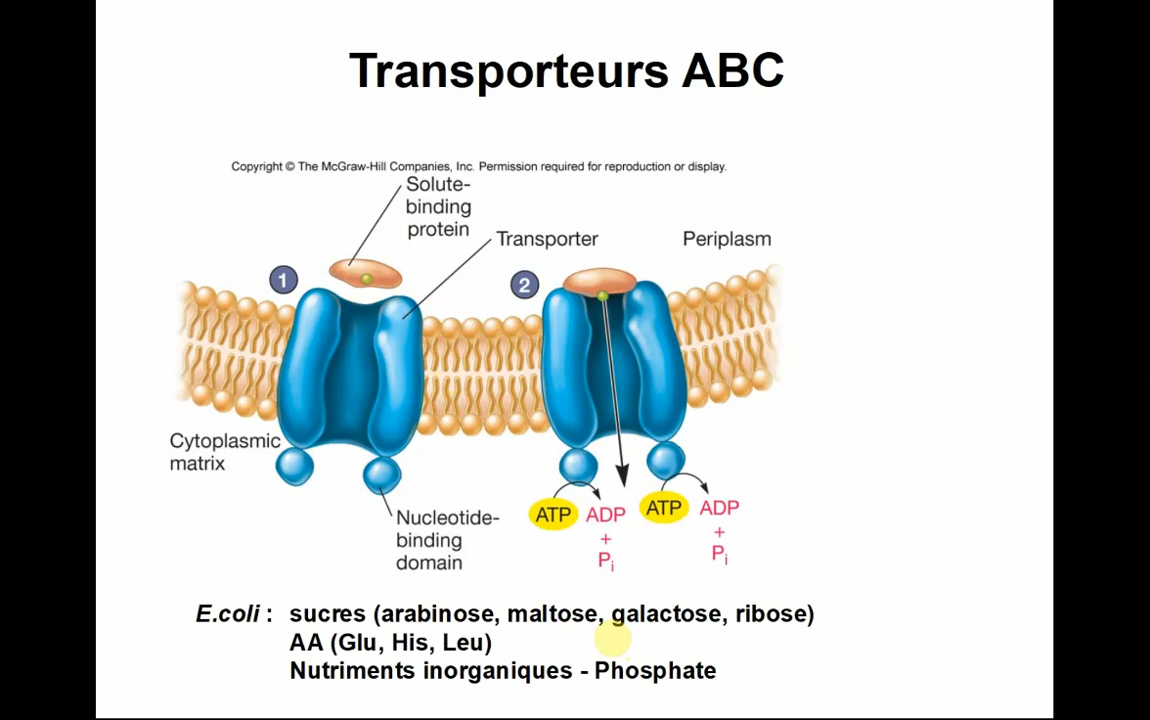 Transporteurs ABC
Copyright © The McGraw-Hill Companies, Inc. Permission required for reproduction or display.
Solute-
binding
protein
Transporter
Periplasm
1
2
Cytoplasmic
matrix
Nucleotide-
binding
domain
ATP
ADP
+
Pi
ATP
ADP
+
Pi
E.coli : sucres (arabinose, maltose, galactose, ribose)
AA (Glu, His, Leu)
Nutriments inorganiques - Phosphate